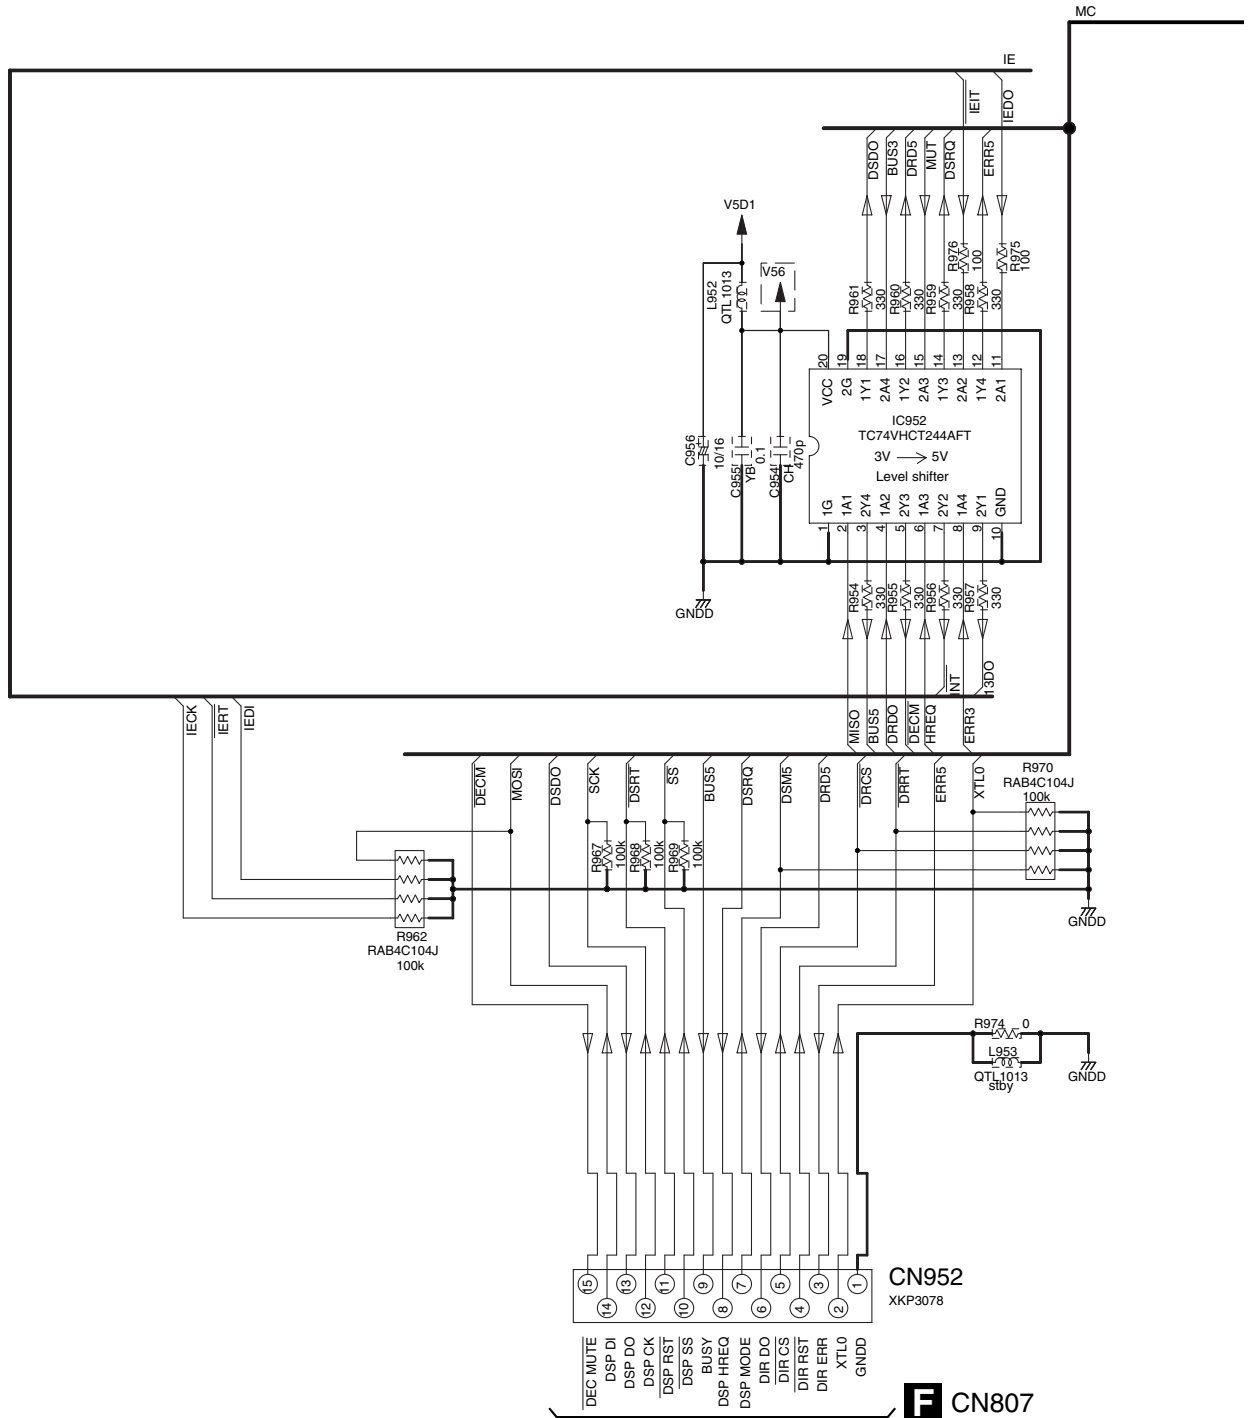 MC
IE
IEIT
IEDO
DSDO
BUS3
DRD5
MUT
DSRQ
ERR5
V5D1
V56
L952
QTL1013
R961
330
R960
330
R959
330
R976
100
R958
330
R975
100
20
19
18
17
16
15
14
13
12
11
VCC
2G
1Y1
2A4
1Y2
2A3
1Y3
2A2
1Y4
2A1
IC952
TC74VHCT244AFT
3V
5V
Level shifter
C956
10/16
C955
YB
0.1
C954
CH
470p
1G
1A1
2Y4
1A2
2Y3
1A3
2Y2
1A4
2Y1
GND
1
2
3
4
5
6
7
8
9
10
R954
330
R955
330
R956
330
R957
330
GNDD
IECK
IERT
IEDI
MISO
BUS5
DRDO
DECM
HREQ
INT
ERR3
13DO
DECM
MOSI
DSDO
SCK
DSRT
SS
BUS5
DSRQ
DSM5
DRD5
DRCS
DRRT
ERR5
XTL0
R970
RAB4C104J
100k
R967
100k
R968
100k
R969
100k
GNDD
R962
RAB4C104J
100k
R974 0
L953
QTL1013
stby
GNDD
15
14
13
12
11
10
9
8
7
6
5
4
3
2
1
CN952
XKP3078
DEC MUTE
DSP DI
DSP DO
DSP CK
DSP RST
DSP SS
BUSY
DSP HREQ
DSP MODE
DIR DO
DIR CS
DIR RST
DIR ERR
XTL0
GNDD
F CN807